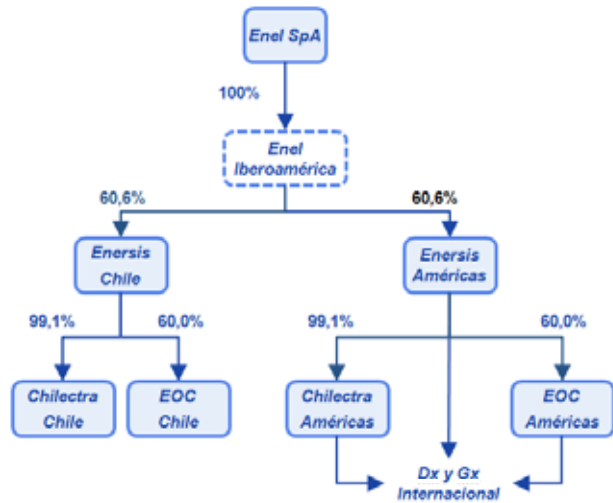 Enel SpA
100%
Enel
Iberoamérica
60,6%
60,6%
Enersis
Chile
Enersis
Américas
99,1%
60,0%
99,1%
60,0%
Chilectra
Chile
EOC
Chile
Chilectra
Américas
EOC
Américas
Dx y Gx
Internacional